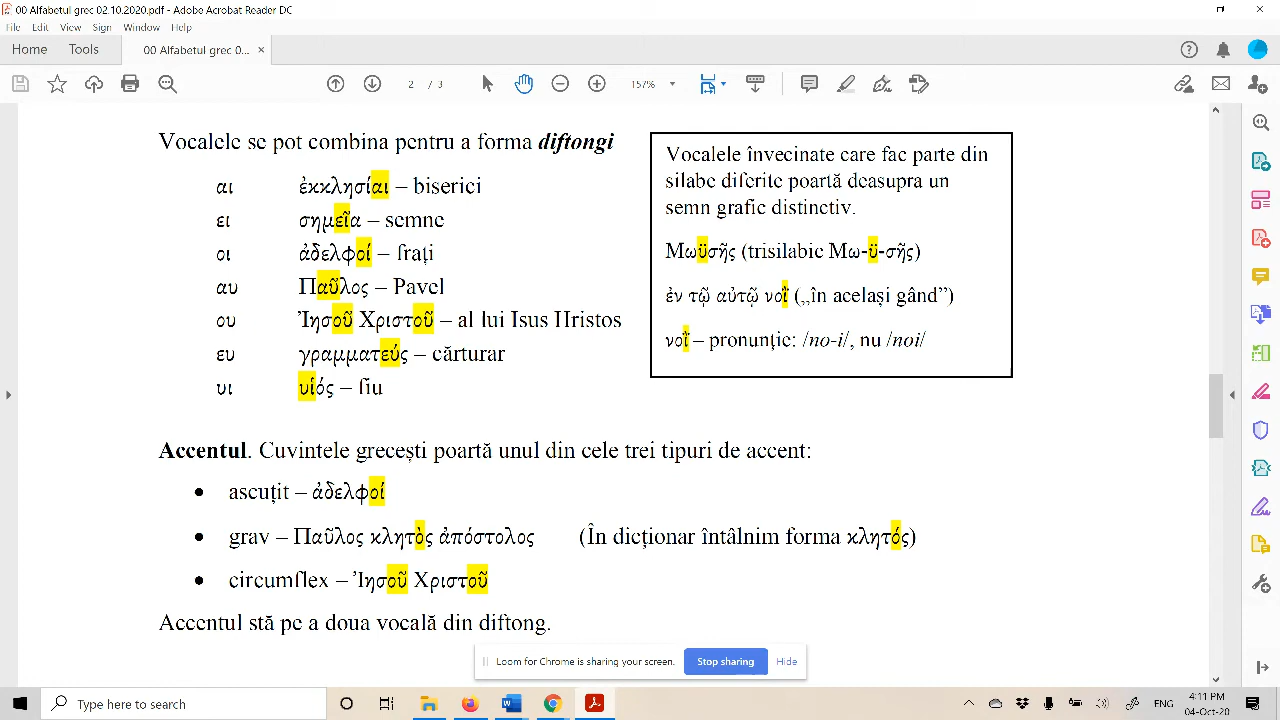 00 Alfabetul grec 02.10.2020.pdf - Adobe Acrobat Reader DC
File Edit View Sign Window Help
Home Tools 00 Alfabetul grec 0... ×
2 / 3 157%
Vocalele se pot combina pentru a forma diftongi
αι ἐκκλησίαι – biserici
ει σημεῖα – semne
οι ἀδελφοί – frați
αυ Παῦλος – Pavel
ου Ἰησοῦ Χριστοῦ – al lui Isus Hristos
ευ γραμματεύς – cărturar
υι υἱός – fiu
Vocalele învecinate care fac parte din
silabe diferite poartă deasupra un
semn grafic distinctiv.
Μωϋσῆς (trisilabic Μω-ϋ-σῆς)
ἐν τῷ αὐτῷ νοῒ („în același gând”)
νοῒ – pronunție: /no-i/, nu /noi/
Accentul. Cuvintele grecești poartă unul din cele trei tipuri de accent:
• ascuțit – ἀδελφοί
• grav – Παῦλος κλητὸς ἀπόστολος (În dicționar întâlnim forma κλητός)
• circumflex – Ἰησοῦ Χριστοῦ
Accentul stă pe a doua vocală din diftong.
Loom for Chrome is sharing your screen. Stop sharing Hide
Type here to search
ENG
4:11 PM
04-Oct-20